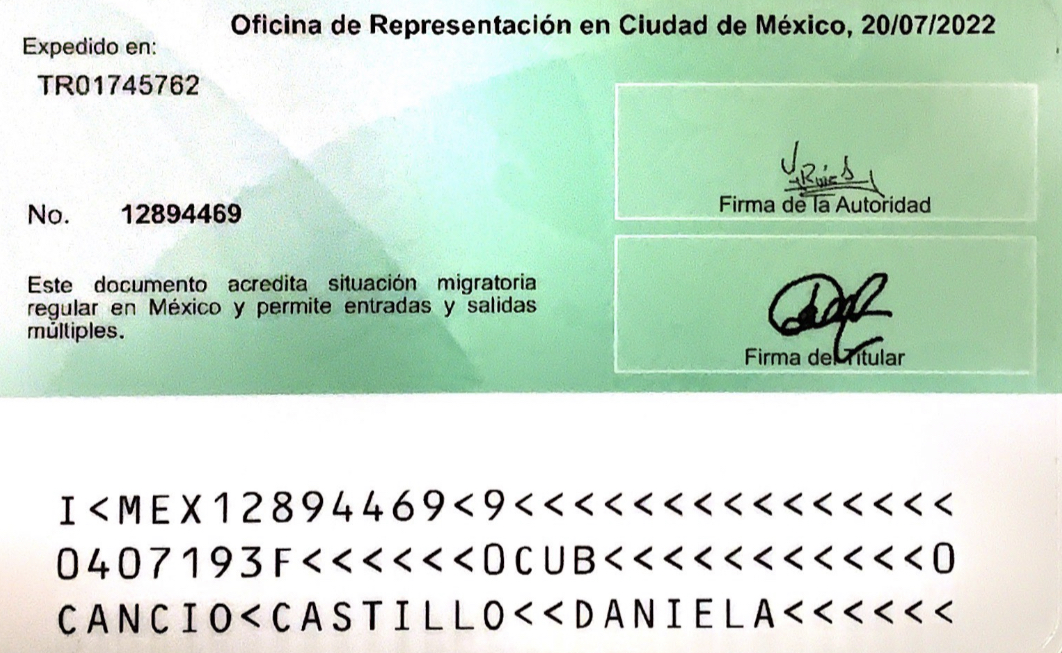 Oficina de Representación en Ciudad de México, 20/07/2022
Expedido en:
TR01745762
No. 12894469
Este documento acredita situación migratoria
regular en México y permite entradas y salidas
múltiples.
Firma de la Autoridad
Firma del Titular
I<MEX12894469<9<<<<<<<<<<<<<<<
0407193F<<<<<<0CUB<<<<<<<<<<<0
CANCIO<CASTILLO<<DANIELA<<<<<<